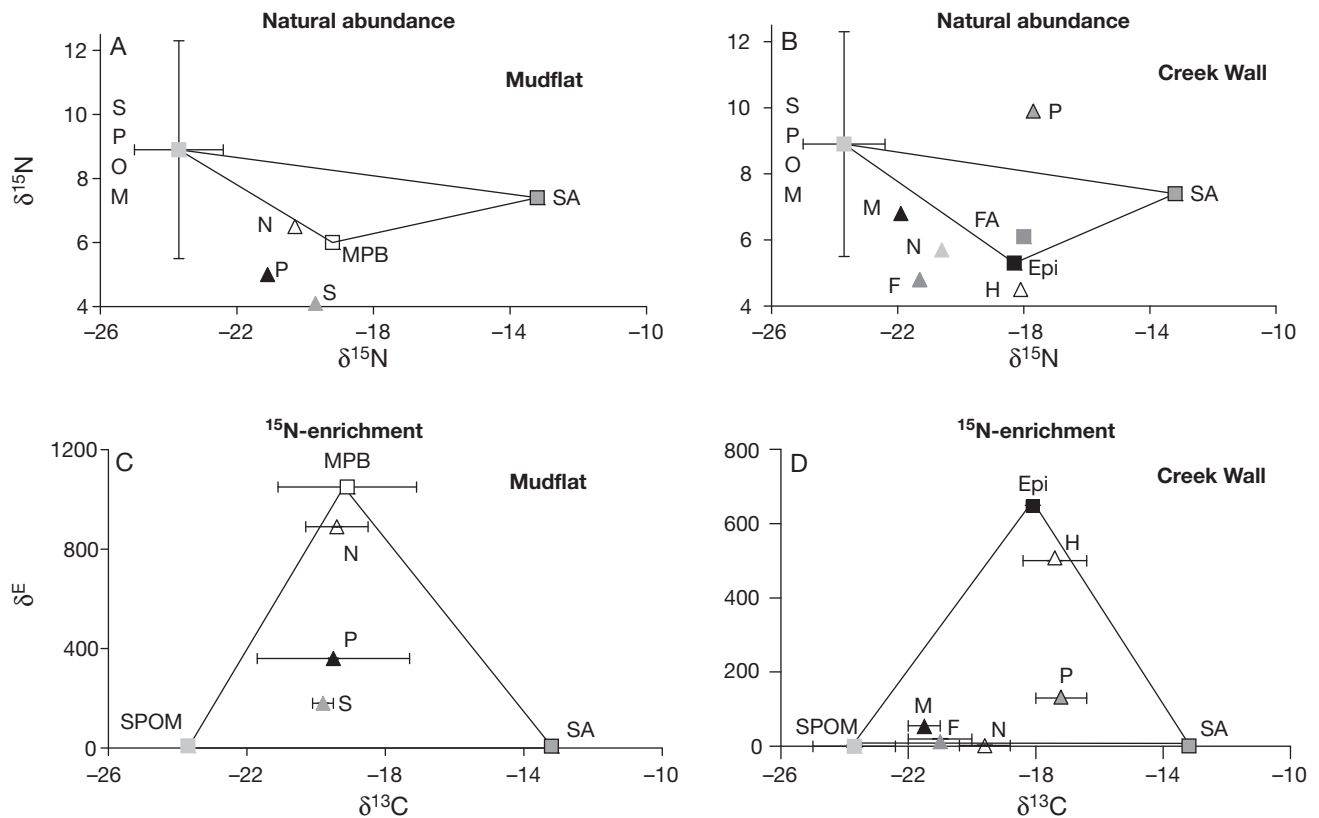 Natural abundance
A
Mudflat
12
10
8
6
4
δ15N
S
P
O
M
SA
N
MPB
P
S
−26
−22
−18
−14
−10
δ15N
Natural abundance
B
Creek Wall
12
10
8
6
4
S
P
O
M
P
SA
M
FA
N
Epi
F
H
−26
−22
−18
−14
−10
δ15N
15N-enrichment
C
MPB
Mudflat
1200
800
400
0
δE
N
P
S
SPOM
SA
−26
−22
−18
−14
−10
δ13C
15N-enrichment
D
Creek Wall
800
600
400
200
0
Epi
H
P
M
F
N
SPOM
SA
−26
−22
−18
−14
−10
δ13C